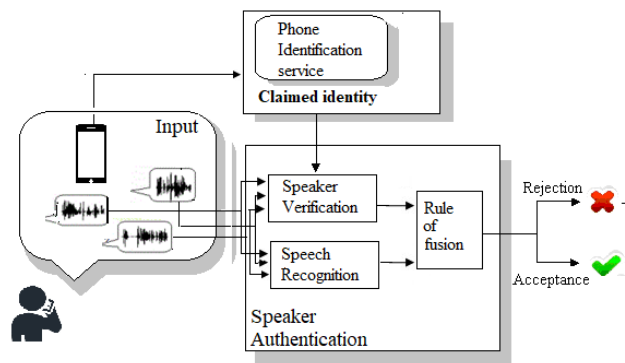 Phone
Identification
service
Claimed identity
Input
Speaker
Verification
Speech
Recognition
Rule
of
fusion
Rejection
Acceptance
Speaker
Authentication